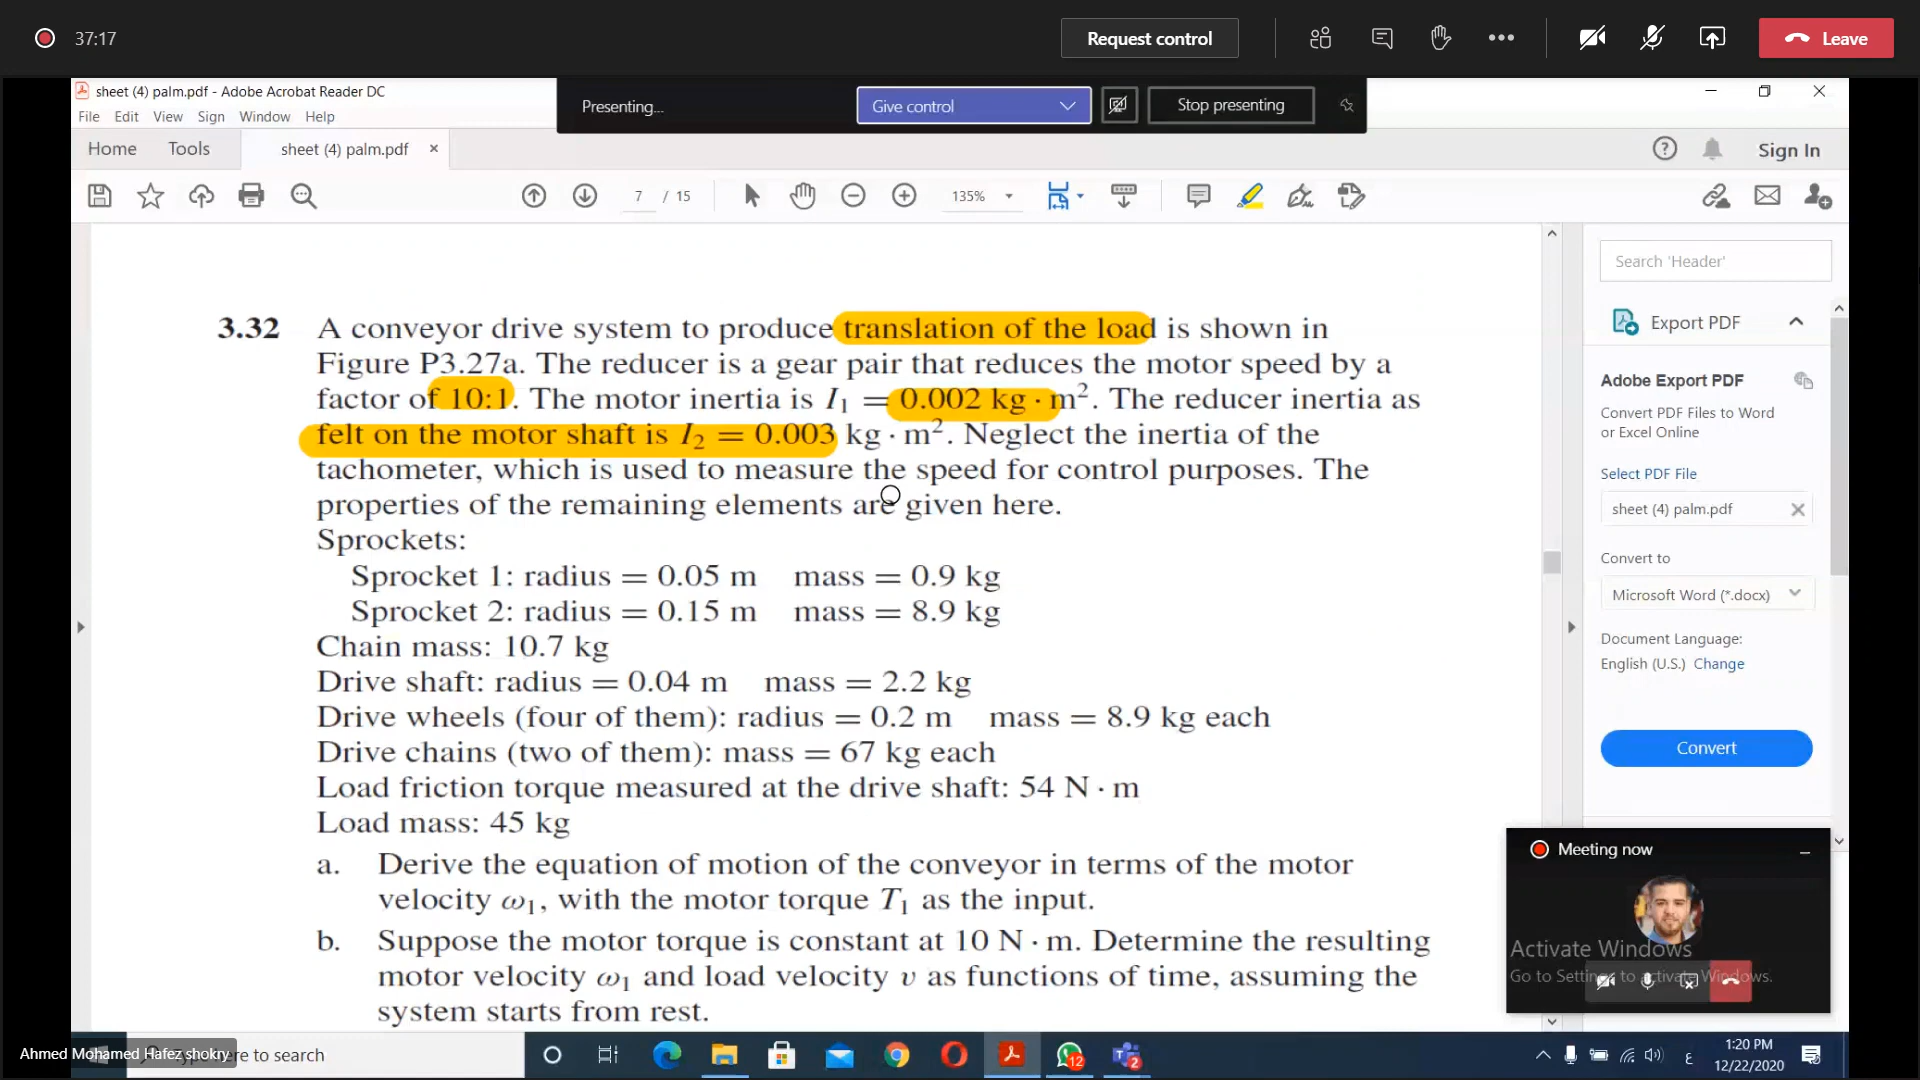 37:17
Request control
Leave
sheet (4) palm.pdf - Adobe Acrobat Reader DC
Presenting...
Give control
Stop presenting
File Edit View Sign Window Help
Home Tools sheet (4) palm.pdf × Sign In
7 / 15 135%
Search 'Header'
Export PDF
Adobe Export PDF
Convert PDF Files to Word
or Excel Online
Select PDF File
sheet (4) palm.pdf
Convert to
Microsoft Word (*.docx)
Document Language:
English (U.S.) Change
Convert
3.32 A conveyor drive system to produce translation of the load is shown in
Figure P3.27a. The reducer is a gear pair that reduces the motor speed by a
factor of 10:1. The motor inertia is I₁ = 0.002 kg · m². The reducer inertia as
felt on the motor shaft is I₂ = 0.003 kg · m². Neglect the inertia of the
tachometer, which is used to measure the speed for control purposes. The
properties of the remaining elements are given here.
Sprockets:
Sprocket 1: radius = 0.05 m mass = 0.9 kg
Sprocket 2: radius = 0.15 m mass = 8.9 kg
Chain mass: 10.7 kg
Drive shaft: radius = 0.04 m mass = 2.2 kg
Drive wheels (four of them): radius = 0.2 m mass = 8.9 kg each
Drive chains (two of them): mass = 67 kg each
Load friction torque measured at the drive shaft: 54 N · m
Load mass: 45 kg
a. Derive the equation of motion of the conveyor in terms of the motor
velocity ω₁, with the motor torque T₁ as the input.
b. Suppose the motor torque is constant at 10 N · m. Determine the resulting
motor velocity ω₁ and load velocity v as functions of time, assuming the
system starts from rest.
Meeting now
Activate Windows
Go to Settings to activate Windows.
Ahmed Mohamed Hafez shokry
Type here to search
12
2
ع
1:20 PM
12/22/2020